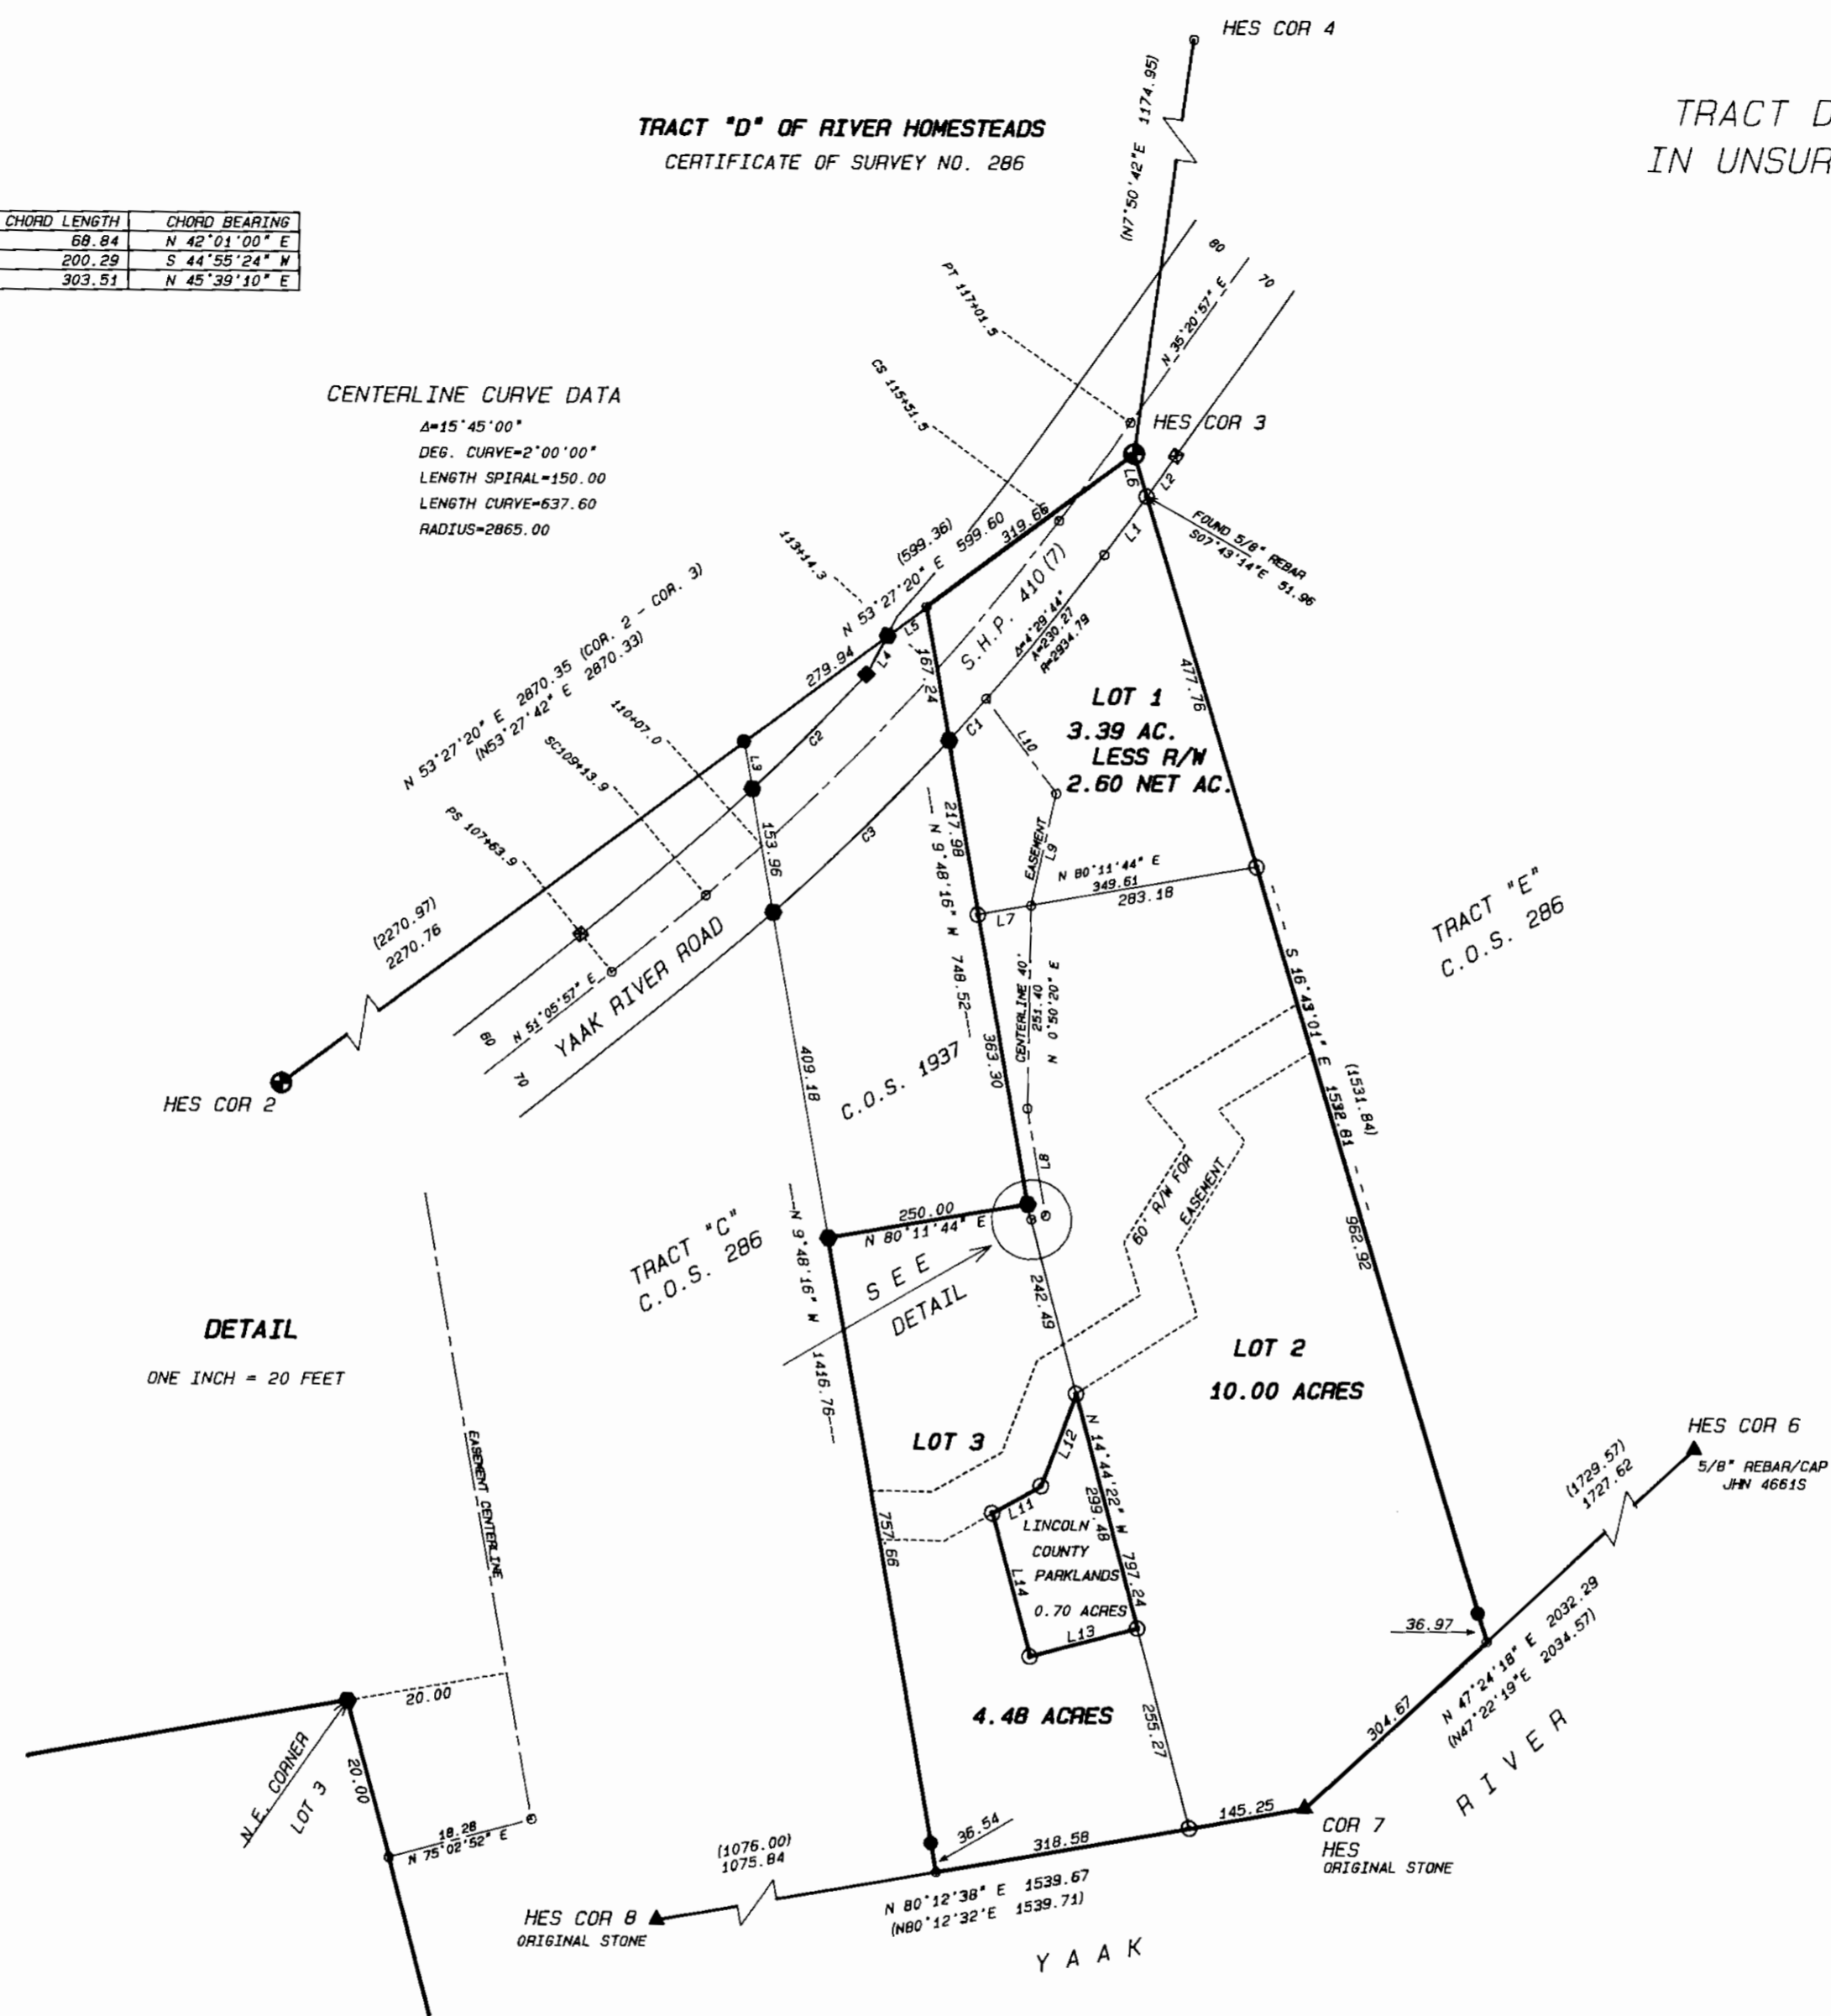 HES COR 4
(N7°50'42"E 1174.95)
TRACT "D" OF RIVER HOMESTEADS
CERTIFICATE OF SURVEY NO. 286
TRACT D
IN UNSUR
CHORD LENGTH CHORD BEARING
68.84 N 42°01'00" E
200.29 S 44°55'24" W
303.51 N 45°39'10" E
CENTERLINE CURVE DATA
Δ=15°45'00"
DEG. CURVE=2°00'00"
LENGTH SPIRAL=150.00
LENGTH CURVE=637.60
RADIUS=2865.00
80
70
N 35°20'57" E
PT 117+01.5
CS 115+51.5
HES COR 3
L6
L2
L1
FOUND 5/8" REBAR
S07°43'14"E 51.96
113+14.3
(599.36)
N 53°27'20" E 599.60
319.66
S.H.P. 410(7)
Δ=4°29'44"
A=230.27
R=2934.79
N 53°27'20" E 2870.35 (COR. 2 - COR. 3)
(N53°27'42" E 2870.33)
279.94
L5
L4
167.24
110+07.0
SC109+13.9
PS 107+63.9
L3
C2
C1
C3
L10
153.96
477.76
LOT 1
3.39 AC.
LESS R/W
2.60 NET AC.
217.98
N 9°48'16" W 748.52
EASEMENT
L9
N 80°11'44" E
349.61
283.18
L7
(2270.97)
2270.76
80
N 51°05'57" E
70
YAAK RIVER ROAD
HES COR 2
TRACT "E"
C.O.S. 286
S 16°43'01" E 1532.81
(1531.84)
CENTERLINE 40'
251.40
N 0°50'20" E
363.30
409.18
C.O.S. 1937
L8
60' R/W FOR
EASEMENT
962.92
250.00
N 80°11'44" E
TRACT "C"
C.O.S. 286
N 9°48'16" W 1416.76
SEE
DETAIL
242.49
DETAIL
ONE INCH = 20 FEET
EASEMENT CENTERLINE
LOT 2
10.00 ACRES
LOT 3
L12
L11
N 14°44'22" W 797.24
299.48
757.66
LINCOLN
COUNTY
PARKLANDS
0.70 ACRES
L14
L13
HES COR 6
5/8" REBAR/CAP
JHN 4661S
(1729.57)
1727.62
36.97
N 47°24'18" E 2032.29
(N47°22'19"E 2034.57)
304.67
RIVER
4.48 ACRES
255.27
20.00
N.E. CORNER
LOT 3
20.00
18.28
N 75°02'52" E
145.25
COR 7
HES
ORIGINAL STONE
36.54
318.58
(1076.00)
1075.84
N 80°12'38" E 1539.67
(N80°12'32"E 1539.71)
HES COR 8
ORIGINAL STONE
YAAK